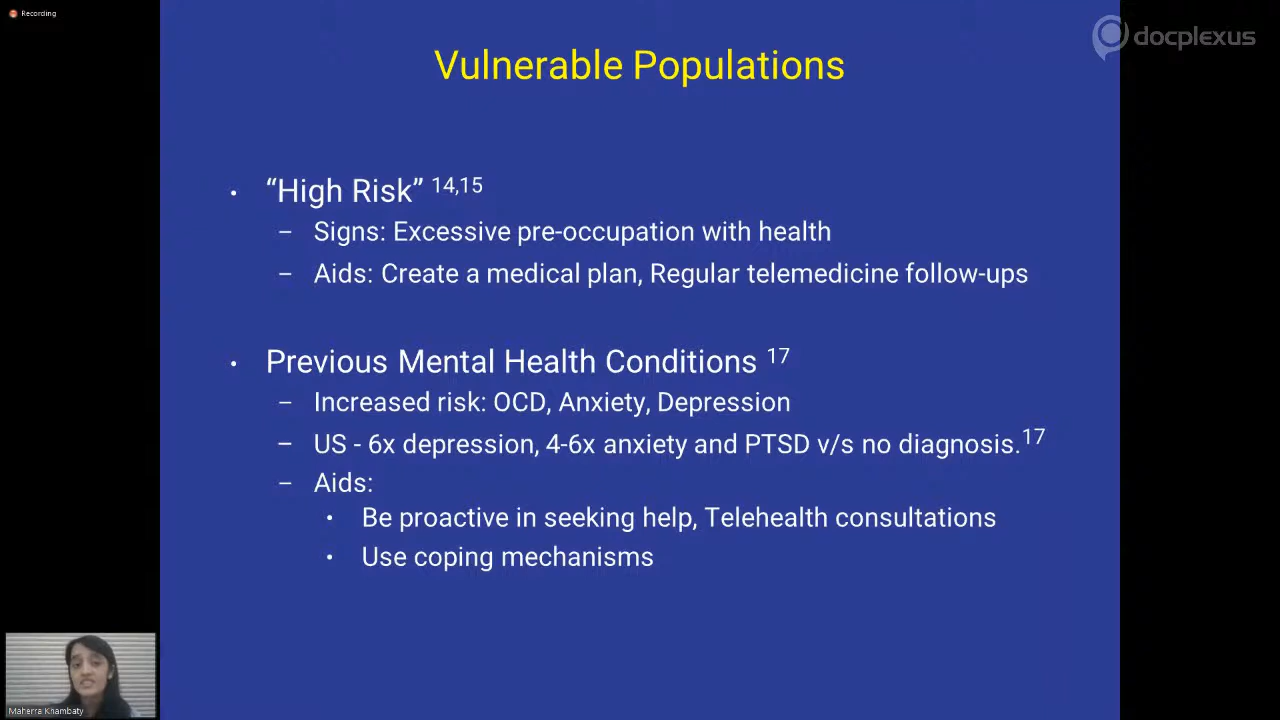 Recording
docplexus
Vulnerable Populations
• “High Risk” 14,15
– Signs: Excessive pre-occupation with health
– Aids: Create a medical plan, Regular telemedicine follow-ups
• Previous Mental Health Conditions 17
– Increased risk: OCD, Anxiety, Depression
– US - 6x depression, 4-6x anxiety and PTSD v/s no diagnosis.17
– Aids:
• Be proactive in seeking help, Telehealth consultations
• Use coping mechanisms
Maherra Khambaty